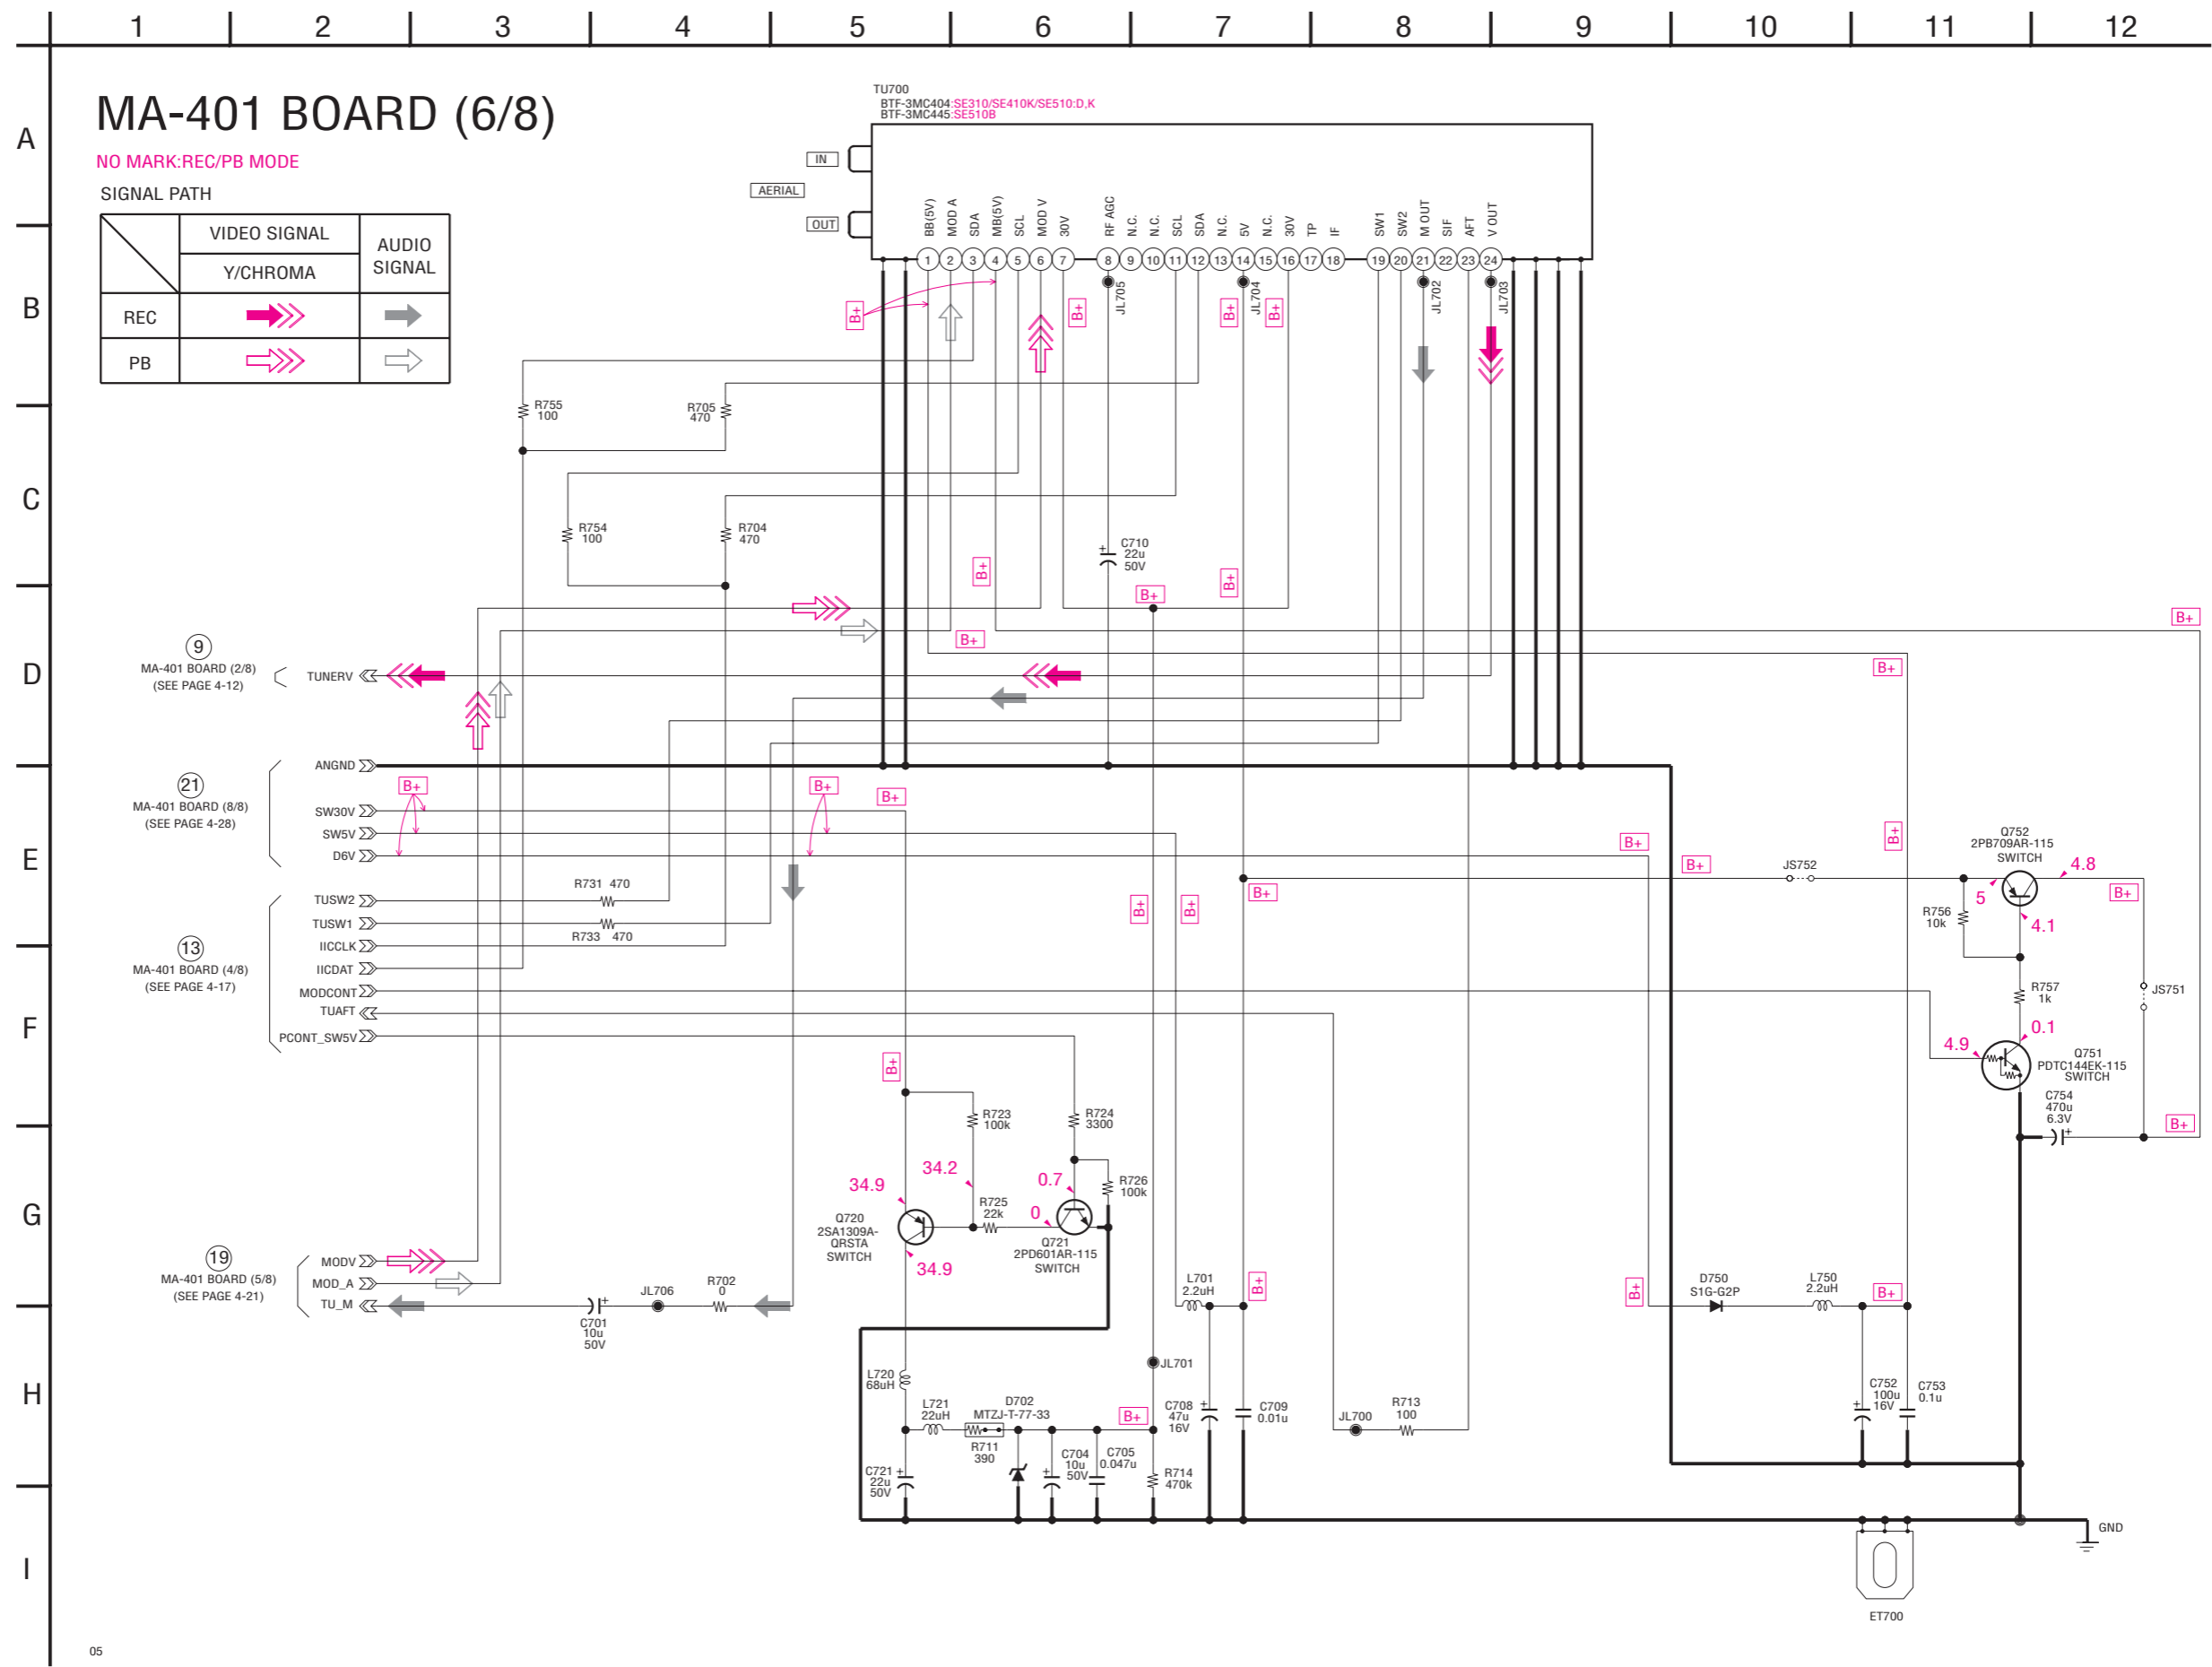 1 2 3 4 5 6 7 8 9 10 11 12
A
B
C
D
E
F
G
H
I
MA-401 BOARD (6/8)
NO MARK:REC/PB MODE
SIGNAL PATH
VIDEO SIGNAL
AUDIO
SIGNAL
Y/CHROMA
REC
PB
TU700
BTF-3MC404:SE310/SE410K/SE510:D,K
BTF-3MC445:SE510B
IN
AERIAL
OUT
BB(5V) MOD A SDA MB(5V) SCL MOD V 30V RF AGC N.C. N.C. SCL SDA N.C. 5V N.C. 30V TP IF SW1 SW2 M OUT SIF AFT V OUT
1 2 3 4 5 6 7 8 9 10 11 12 13 14 15 16 17 18 19 20 21 22 23 24
B+ B+ JL705 B+ JL704 B+ JL702 JL703
R755
100
R705
470
R754
100
R704
470
C710
22u
50V
B+ B+
B+
B+
B+
B+
9
MA-401 BOARD (2/8)
(SEE PAGE 4-12)
TUNERV
21
MA-401 BOARD (8/8)
(SEE PAGE 4-28)
ANGND
SW30V
SW5V
D6V
B+ B+ B+
B+
B+
B+
JS752
Q752
2PB709AR-115
SWITCH
4.8
5
4.1
B+
R756
10k
B+ B+ B+
13
MA-401 BOARD (4/8)
(SEE PAGE 4-17)
TUSW2
TUSW1
IICCLK
IICDAT
MODCONT
TUAFT
PCONT_SW5V
R731 470
R733 470
R757
1k
JS751
0.1
4.9
Q751
PDTC144EK-115
SWITCH
C754
470u
6.3V
B+
B+
R723
100k
R724
3300
34.2
34.9
0.7
0
R726
100k
R725
22k
Q720
2SA1309A-
QRSTA
SWITCH
34.9
Q721
2PD601AR-115
SWITCH
19
MA-401 BOARD (5/8)
(SEE PAGE 4-21)
MODV
MOD_A
TU_M
C701
10u
50V
JL706
R702
0
L701
2.2uH
B+
B+
D750
S1G-G2P
L750
2.2uH
B+
L720
68uH
L721
22uH
D702
MTZJ-T-77-33
R711
390
JL701
B+
C721
22u
50V
C704
10u
50V
C705
0.047u
R714
470k
C708
47u
16V
C709
0.01u
JL700
R713
100
C752
100u
16V
C753
0.1u
GND
ET700
05